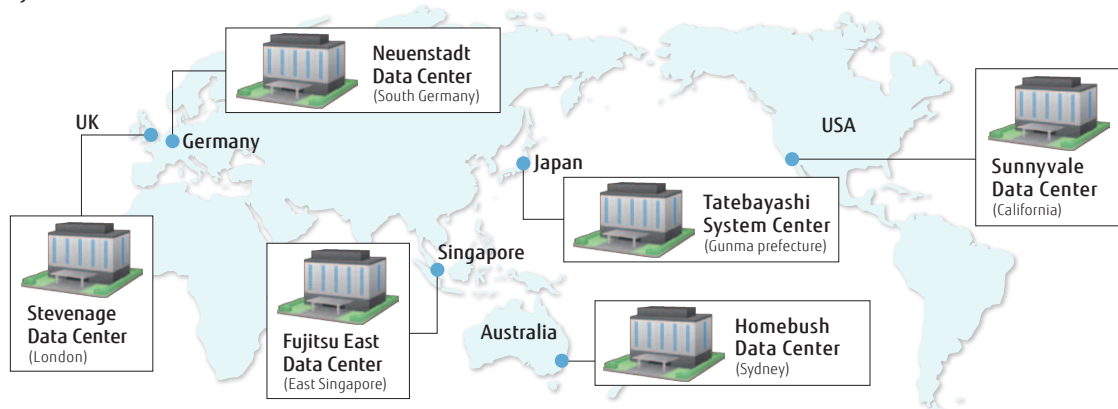 Neuenstadt
Data Center
(South Germany)
UK
Germany
USA
Japan
Sunnyvale
Data Center
(California)
Tatebayashi
System Center
(Gunma prefecture)
Singapore
Stevenage
Data Center
(London)
Fujitsu East
Data Center
(East Singapore)
Australia
Homebush
Data Center
(Sydney)